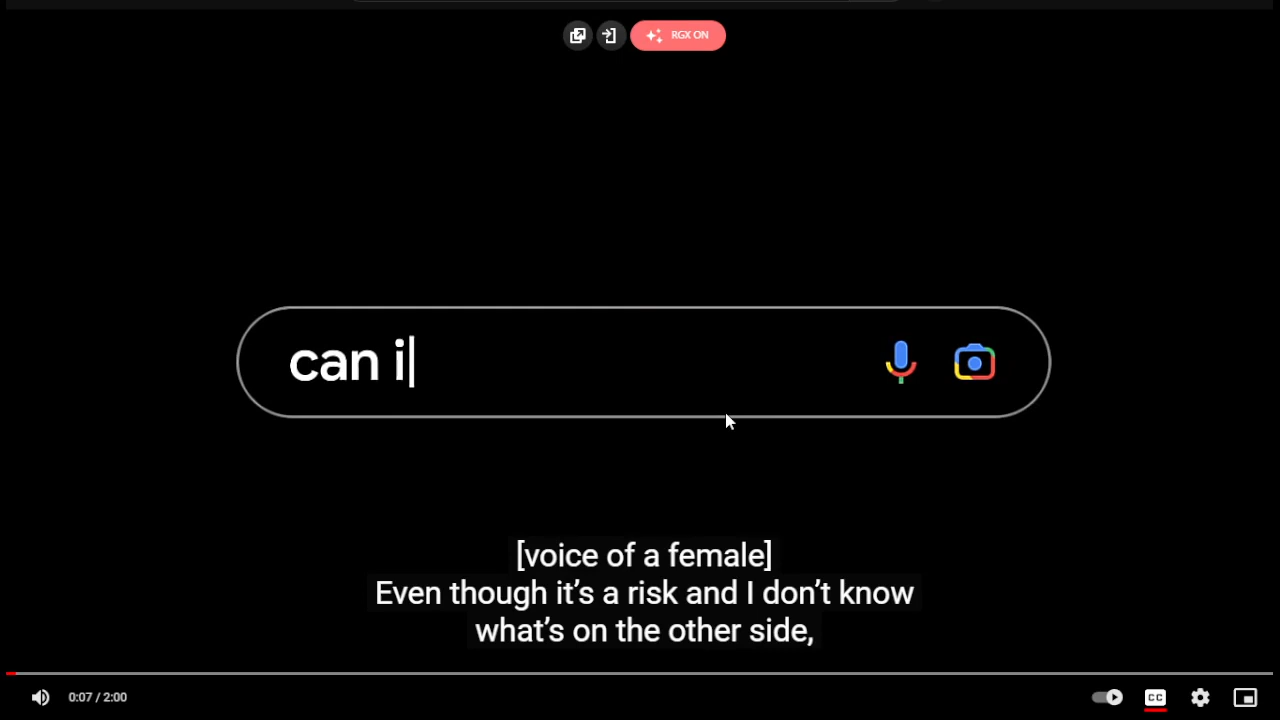 RGX ON
can i
[voice of a female]
Even though it’s a risk and I don’t know
what’s on the other side,
0:07 / 2:00
CC